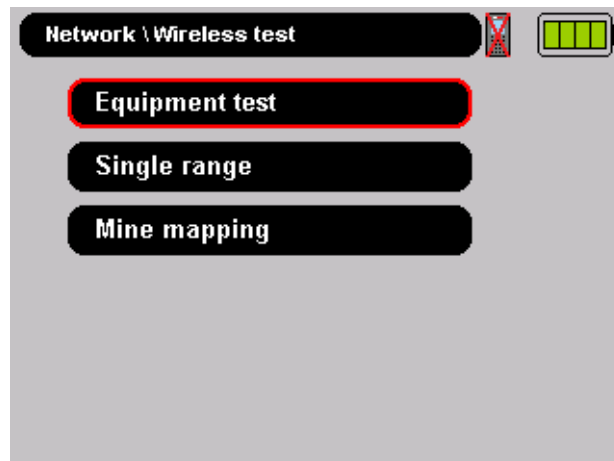 Network \ Wireless test
Equipment test
Single range
Mine mapping